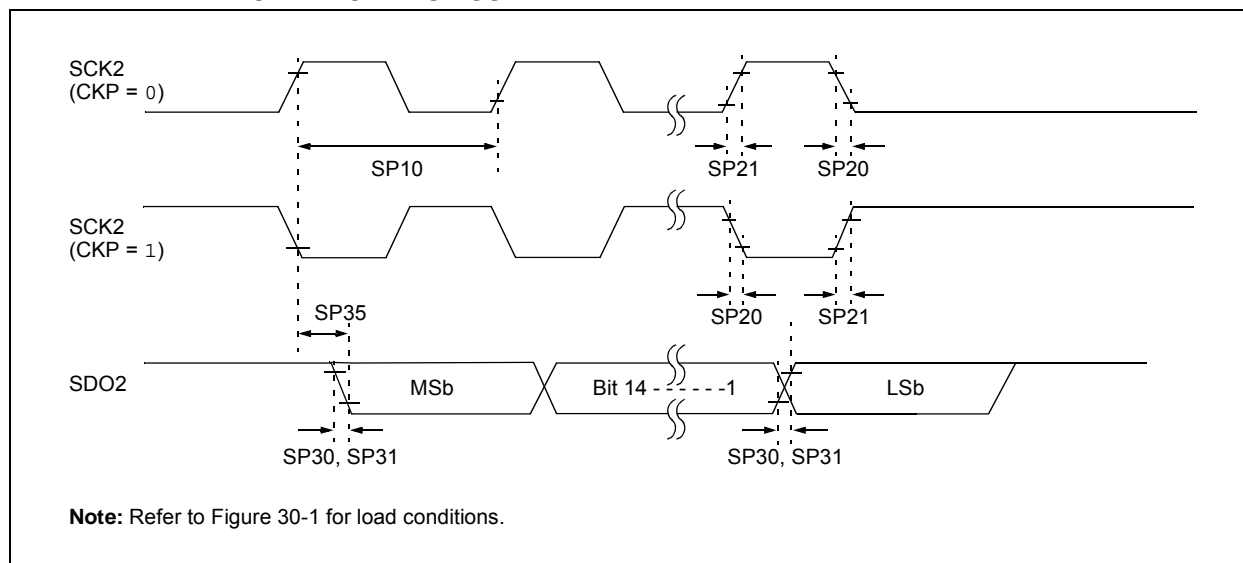 SCK2
(CKP = 0)
SP10
SP21
SP20
SCK2
(CKP = 1)
SP35
SP20
SP21
SDO2
MSb
Bit 14 - - - - - -1
LSb
SP30, SP31
SP30, SP31
Note: Refer to Figure 30-1 for load conditions.